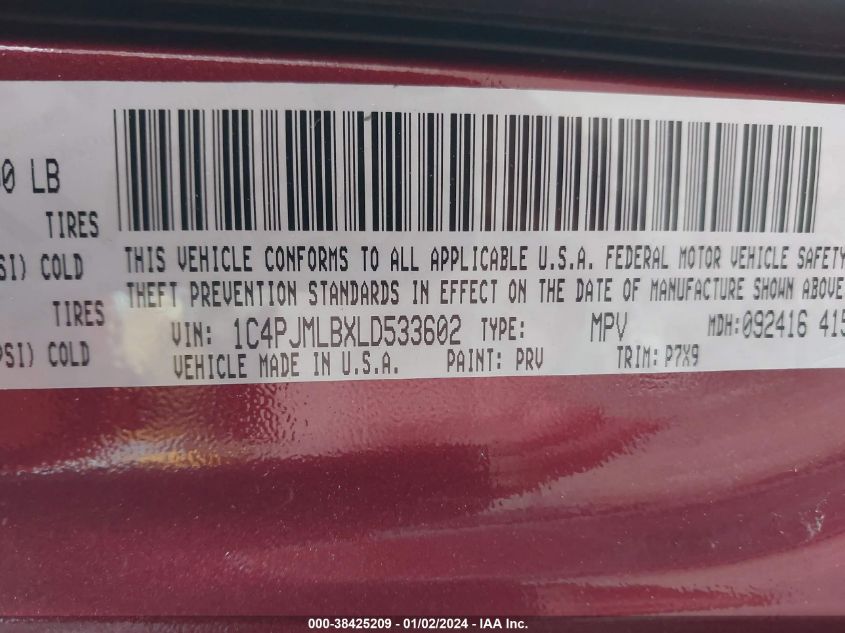 0 LB
TIRES
SI) COLD
TIRES
PSI) COLD
THIS VEHICLE CONFORMS TO ALL APPLICABLE U.S.A. FEDERAL MOTOR VEHICLE SAFETY
THEFT PREVENTION STANDARDS IN EFFECT ON THE DATE OF MANUFACTURE SHOWN ABOVE
VIN: 1C4PJMLBXLD533602 TYPE: MPV MDH:092416 415
VEHICLE MADE IN U.S.A. PAINT: PRV TRIM: P7X9
000-38425209 - 01/02/2024 - IAA Inc.